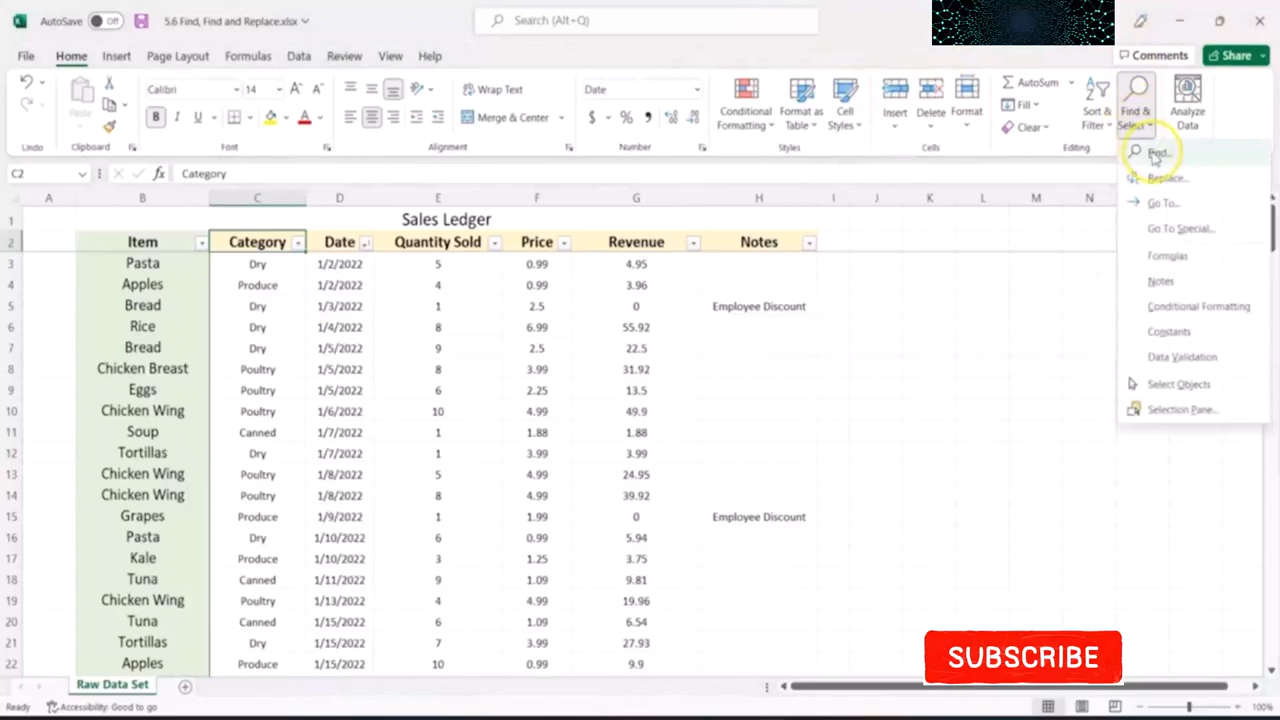 AutoSave Off 5.6 Find, Find and Replace.xlsx Search (Alt+Q)
File Home Insert Page Layout Formulas Data Review View Help Comments Share
Paste Calibri 14 B I U Wrap Text Merge & Center Date $ % Conditional Formatting Format as Table Cell Styles Insert Delete Format AutoSum Fill Clear Sort & Filter Find & Select Analyze Data
Undo Clipboard Font Alignment Number Styles Cells Editing
C2 fx Category
Find...
Replace...
Go To...
Go To Special...
Formulas
Notes
Conditional Formatting
Constants
Data Validation
Select Objects
Selection Pane...
A B C D E F G H I J K L M N
1 Sales Ledger
2 Item Category Date Quantity Sold Price Revenue Notes
3 Pasta Dry 1/2/2022 5 0.99 4.95
4 Apples Produce 1/2/2022 4 0.99 3.96
5 Bread Dry 1/3/2022 1 2.5 0 Employee Discount
6 Rice Dry 1/4/2022 8 6.99 55.92
7 Bread Dry 1/5/2022 9 2.5 22.5
8 Chicken Breast Poultry 1/5/2022 8 3.99 31.92
9 Eggs Poultry 1/5/2022 6 2.25 13.5
10 Chicken Wing Poultry 1/6/2022 10 4.99 49.9
11 Soup Canned 1/7/2022 1 1.88 1.88
12 Tortillas Dry 1/7/2022 1 3.99 3.99
13 Chicken Wing Poultry 1/8/2022 5 4.99 24.95
14 Chicken Wing Poultry 1/8/2022 8 4.99 39.92
15 Grapes Produce 1/9/2022 1 1.99 0 Employee Discount
16 Pasta Dry 1/10/2022 6 0.99 5.94
17 Kale Produce 1/10/2022 3 1.25 3.75
18 Tuna Canned 1/11/2022 9 1.09 9.81
19 Chicken Wing Poultry 1/13/2022 4 4.99 19.96
20 Tuna Canned 1/15/2022 6 1.09 6.54
21 Tortillas Dry 1/15/2022 7 3.99 27.93
22 Apples Produce 1/15/2022 10 0.99 9.9
SUBSCRIBE
Raw Data Set
Ready Accessibility: Good to go 100%